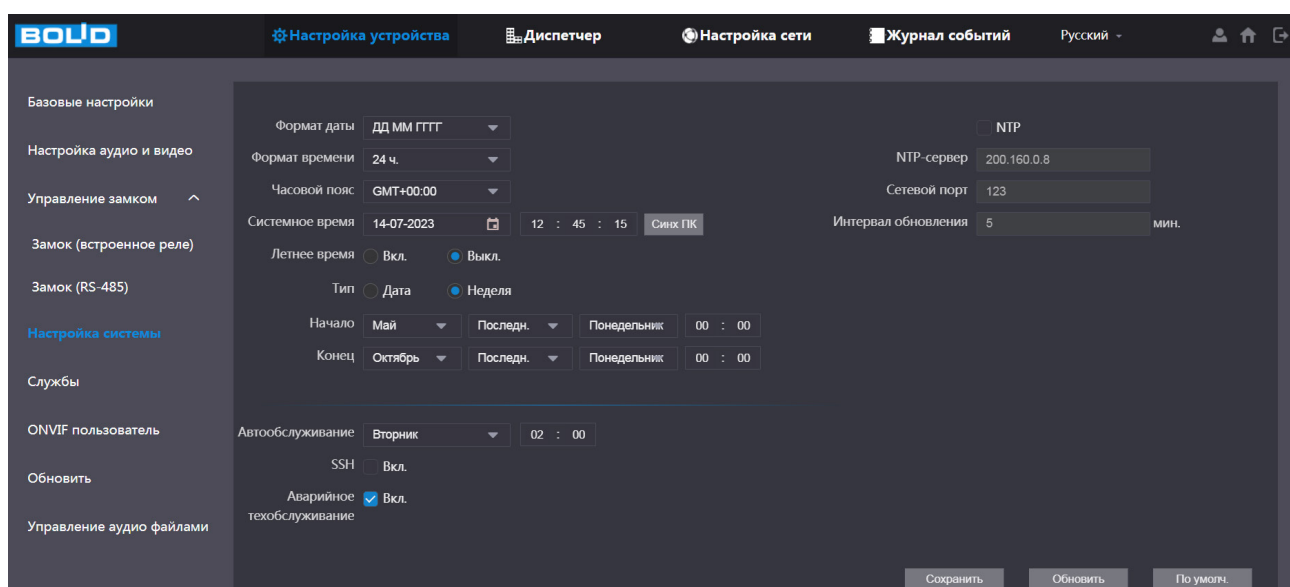 BOLID
Настройка устройства
Диспетчер
Настройка сети
Журнал событий
Русский
Базовые настройки
Настройка аудио и видео
Управление замком
Замок (встроенное реле)
Замок (RS-485)
Настройка системы
Службы
ONVIF пользователь
Обновить
Управление аудио файлами
Формат даты ДД ММ ГГГГ
Формат времени 24 ч.
Часовой пояс GMT+00:00
Системное время 14-07-2023 12 : 45 : 15 Синх ПК
Летнее время Вкл. Выкл.
Тип Дата Неделя
Начало Май Последн. Понедельник 00 : 00
Конец Октябрь Последн. Понедельник 00 : 00
Автообслуживание Вторник 02 : 00
SSH Вкл.
Аварийное Вкл.
техобслуживание
NTP
NTP-сервер 200.160.0.8
Сетевой порт 123
Интервал обновления 5 мин.
Сохранить Обновить По умолч.